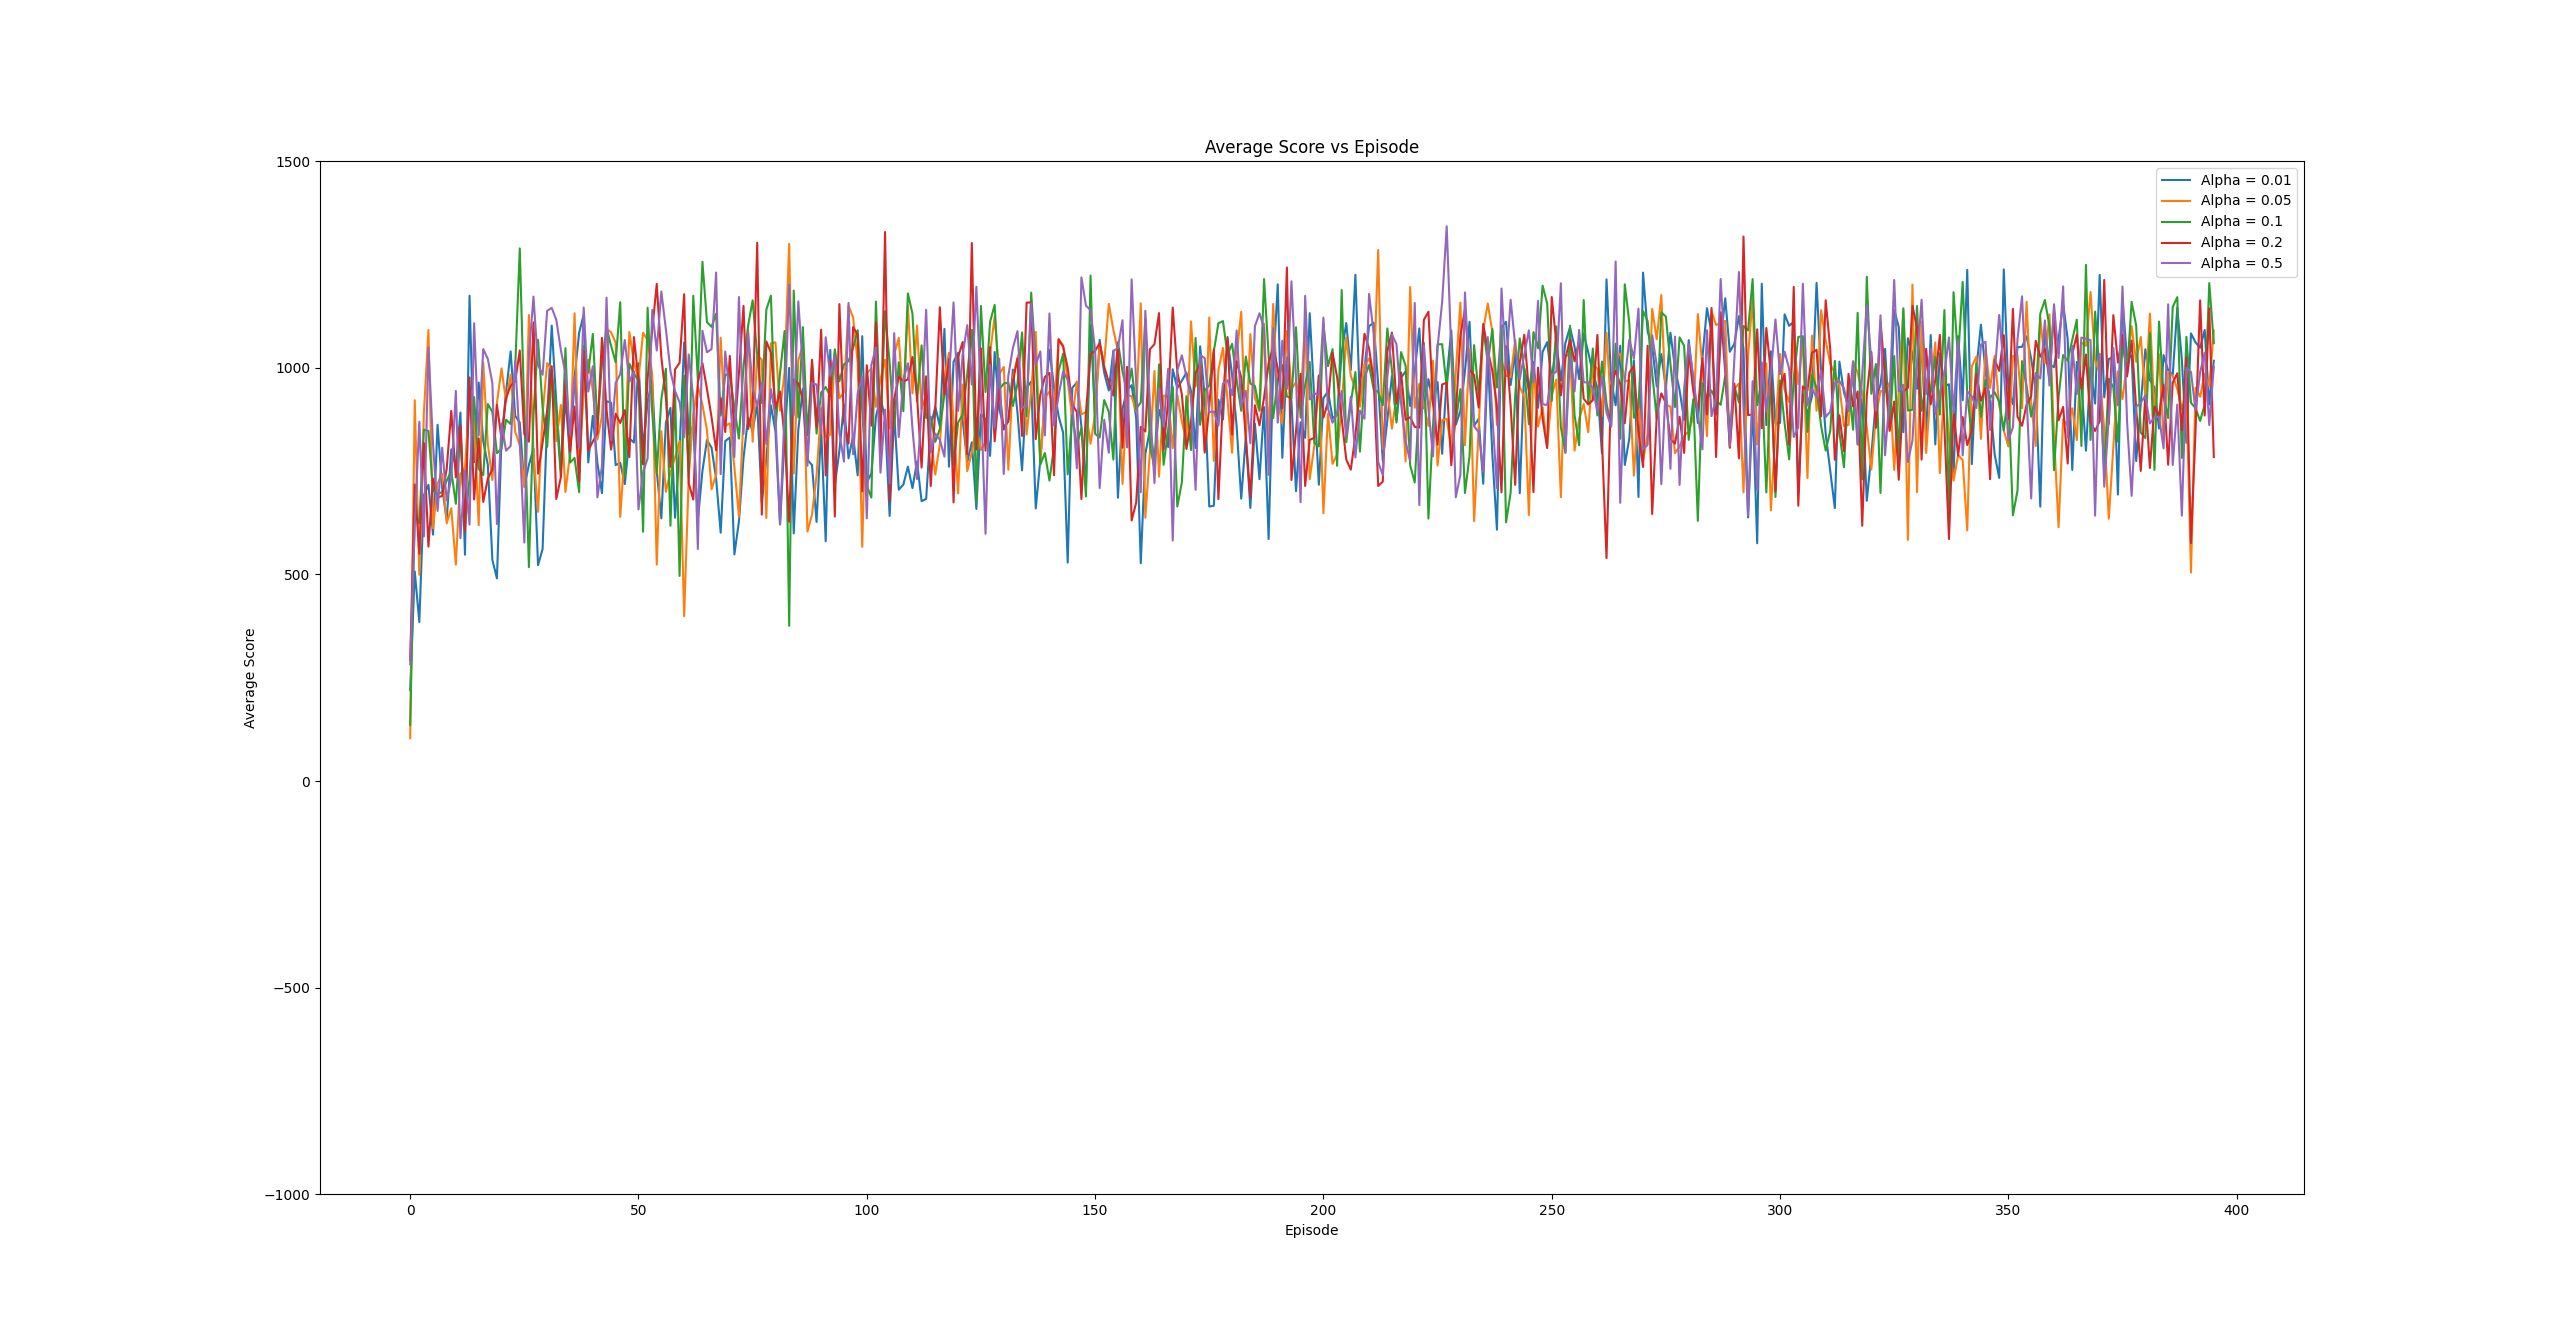 Average Score vs Episode
Alpha = 0.01
Alpha = 0.05
Alpha = 0.1
Alpha = 0.2
Alpha = 0.5
1500
1000
500
0
−500
−1000
Average Score
0 50 100 150 200 250 300 350 400
Episode